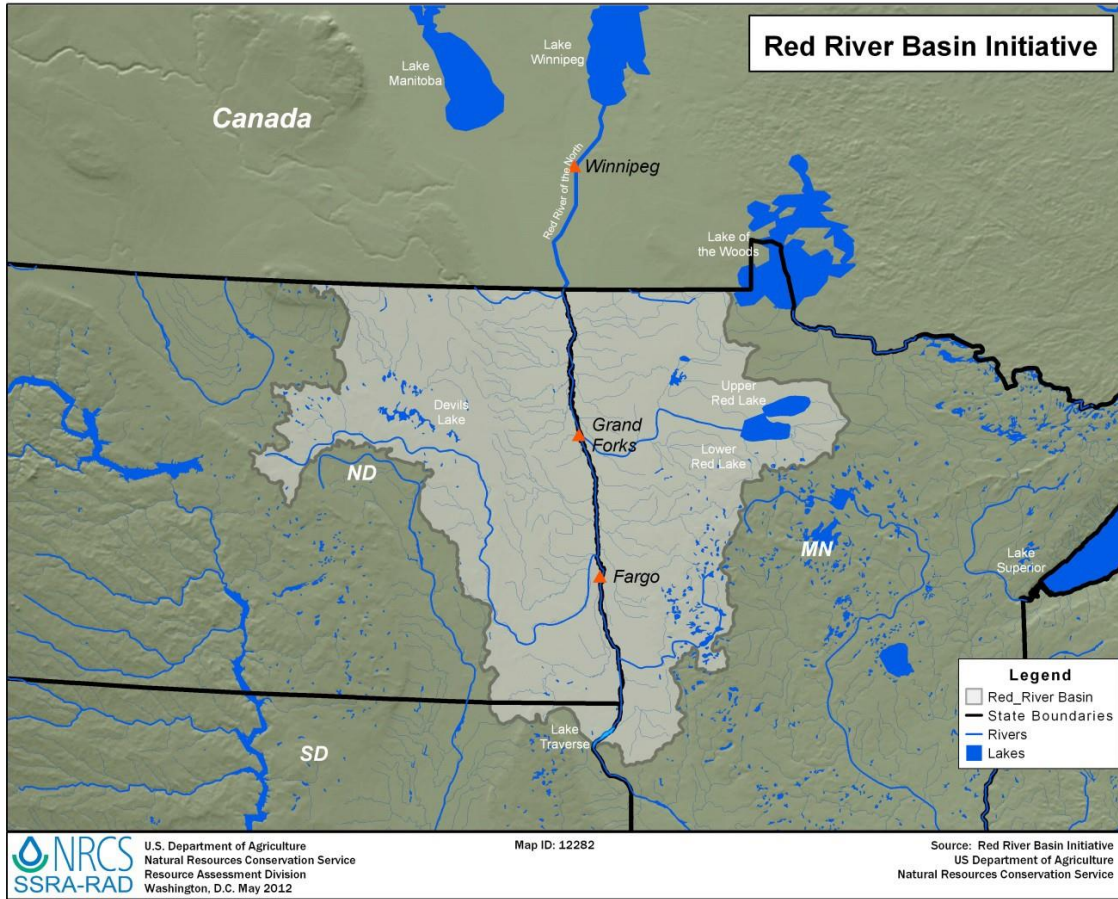 Red River Basin Initiative
Lake
Winnipeg
Lake
Manitoba
Canada
Winnipeg
Red River of the North
Lake of
the Woods
Upper
Red Lake
Devils
Lake
Grand
Forks
Lower
Red Lake
ND
MN
Lake
Superior
Fargo
Legend
Red_River Basin
State Boundaries
Rivers
Lakes
Lake
Traverse
SD
NRCS
SSRA-RAD
U.S. Department of Agriculture
Natural Resources Conservation Service
Resource Assessment Division
Washington, D.C. May 2012
Map ID: 12282
Source: Red River Basin Initiative
US Department of Agriculture
Natural Resources Conservation Service